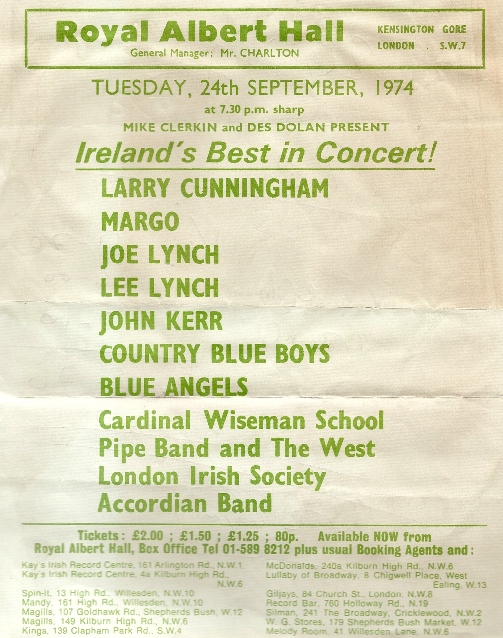 Royal Albert Hall
General Manager: Mr. CHARLTON
KENSINGTON GORE
LONDON . S.W.7
TUESDAY, 24th SEPTEMBER, 1974
at 7.30 p.m. sharp
MIKE CLERKIN and DES DOLAN PRESENT
Ireland's Best in Concert!
LARRY CUNNINGHAM
MARGO
JOE LYNCH
LEE LYNCH
JOHN KERR
COUNTRY BLUE BOYS
BLUE ANGELS
Cardinal Wiseman School
Pipe Band and The West
London Irish Society
Accordian Band
Tickets: £2.00 ; £1.50 ; £1.25 ; 80p. Available NOW from
Royal Albert Hall, Box Office Tel 01-589 8212 plus usual Booking Agents and :
Kay's Irish Record Centre, 161 Arlington Rd., N.W.1
Kay's Irish Record Centre, 4a Kilburn High Rd.,
N.W.6
Spin-It, 13 High Rd., Willesden, N.W.10
Mandy, 161 High Rd., Willesden, N.W.10
Magills, 107 Goldhawk Rd., Shepherds Bush, W.12
Magills, 149 Kilburn High Rd., N.W.6
Kings, 139 Clapham Park Rd., S.W.4
McDonalds, 240a Kilburn High Rd., N.W.6
Lullaby of Broadway, 8 Chigwell Place, West
Ealing, W.13
Giljays, 84 Church St., London, N.W.8
Record Bar, 760 Holloway Rd., N.19
Silman, 241 The Broadway, Cricklewood, N.W.2
W. G. Stores, 179 Shepherds Bush Market, W.12
Melody Room, 41 Willesden Lane, N.W.6